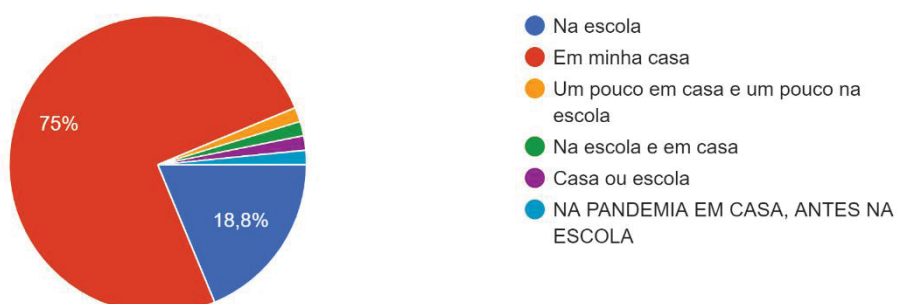 75%
18,8%
Na escola
Em minha casa
Um pouco em casa e um pouco na
escola
Na escola e em casa
Casa ou escola
NA PANDEMIA EM CASA, ANTES NA
ESCOLA